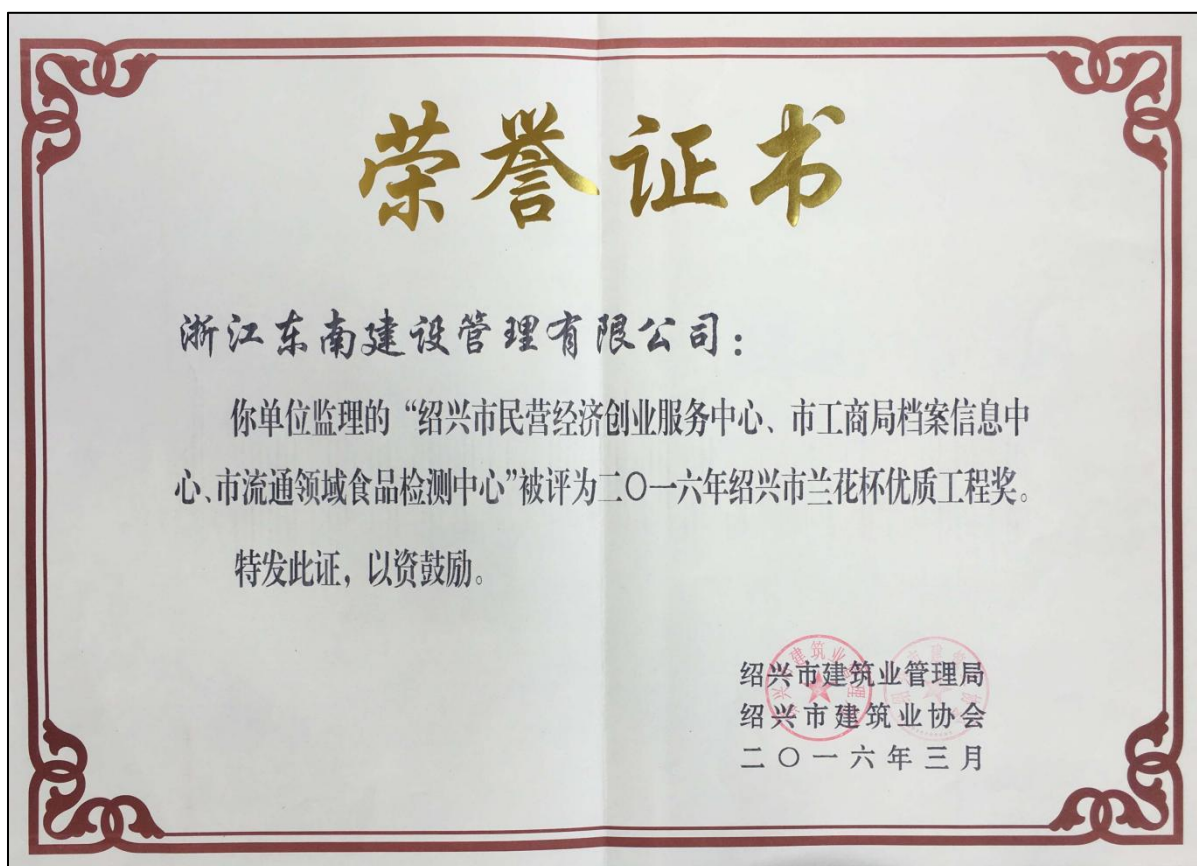 荣誉证书
浙江东南建设管理有限公司：
你单位监理的“绍兴市民营经济创业服务中心、市工商局档案信息中
心、市流通领域食品检测中心”被评为二〇一六年绍兴市兰花杯优质工程奖。
特发此证，以资鼓励。
绍兴市建筑业管理局
绍兴市建筑业协会
二〇一六年三月